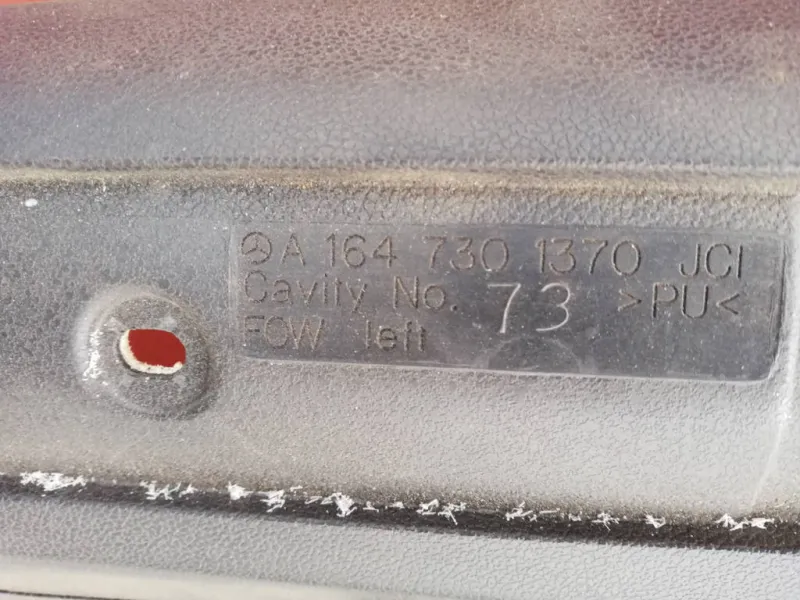 A 164 730 1370 JCI
Cavity No. 73 >PU<
FOW left